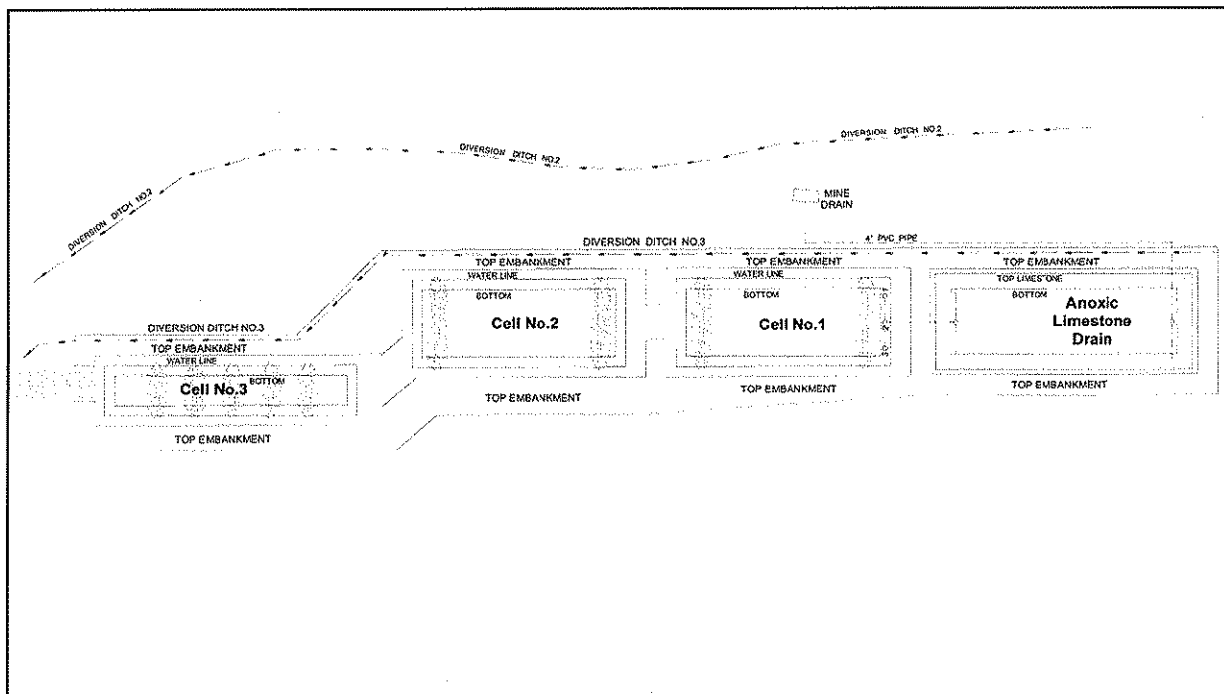 DIVERSION DITCH NO.2
DIVERSION DITCH NO.2
DIVERSION DITCH NO.2
MINE
DRAIN
DIVERSION DITCH NO.3
4" PVC PIPE
TOP EMBANKMENT
TOP EMBANKMENT
TOP EMBANKMENT
WATER LINE
WATER LINE
TOP LIMESTONE
BOTTOM
BOTTOM
BOTTOM
Cell No.2
Cell No.1
Anoxic
Limestone
Drain
DIVERSION DITCH NO.3
TOP EMBANKMENT
WATER LINE
Cell No.3
BOTTOM
TOP EMBANKMENT
TOP EMBANKMENT
TOP EMBANKMENT
TOP EMBANKMENT